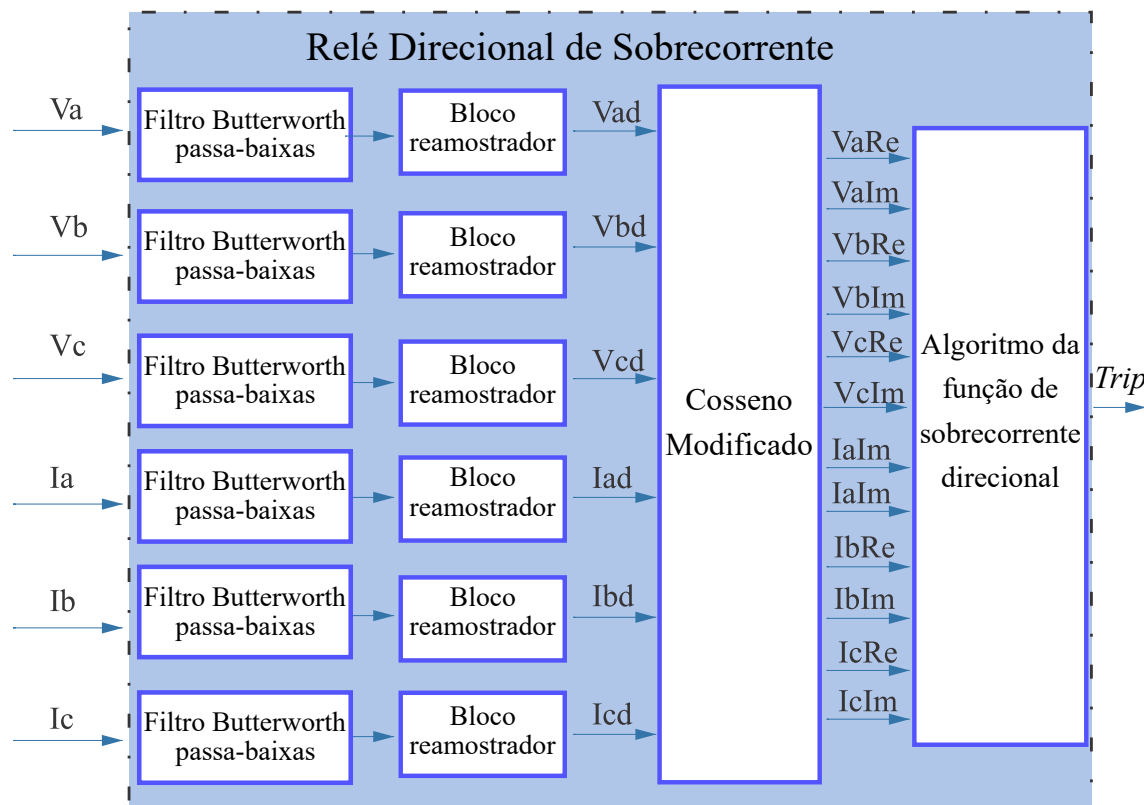 Relé Direcional de Sobrecorrente
Va
Filtro Butterworth
passa-baixas
Bloco
reamostrador
Vad
Vb
Filtro Butterworth
passa-baixas
Bloco
reamostrador
Vbd
Vc
Filtro Butterworth
passa-baixas
Bloco
reamostrador
Vcd
Ia
Filtro Butterworth
passa-baixas
Bloco
reamostrador
Iad
Ib
Filtro Butterworth
passa-baixas
Bloco
reamostrador
Ibd
Ic
Filtro Butterworth
passa-baixas
Bloco
reamostrador
Icd
Cosseno
Modificado
VaRe
VaIm
VbRe
VbIm
VcRe
VcIm
IaIm
IaIm
IbRe
IbIm
IcRe
IcIm
Algoritmo da
função de
sobrecorrente
direcional
Trip